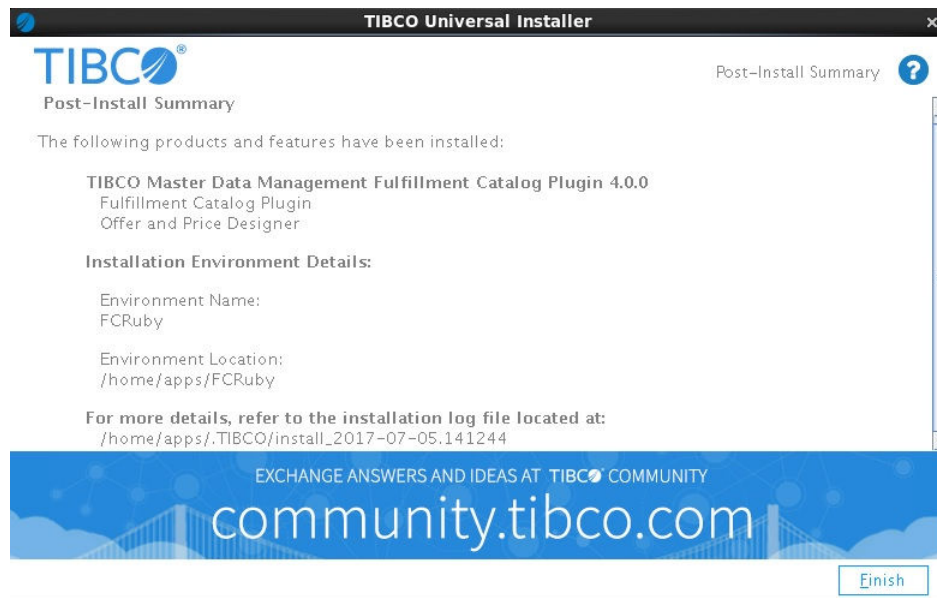 TIBCO Universal Installer
TIBCO®
Post-Install Summary
Post-Install Summary
The following products and features have been installed:
TIBCO Master Data Management Fulfillment Catalog Plugin 4.0.0
Fulfillment Catalog Plugin
Offer and Price Designer
Installation Environment Details:
Environment Name:
FCRuby
Environment Location:
/home/apps/FCRuby
For more details, refer to the installation log file located at:
/home/apps/.TIBCO/install_2017-07-05.141244
EXCHANGE ANSWERS AND IDEAS AT TIBCO COMMUNITY
community.tibco.com
Finish